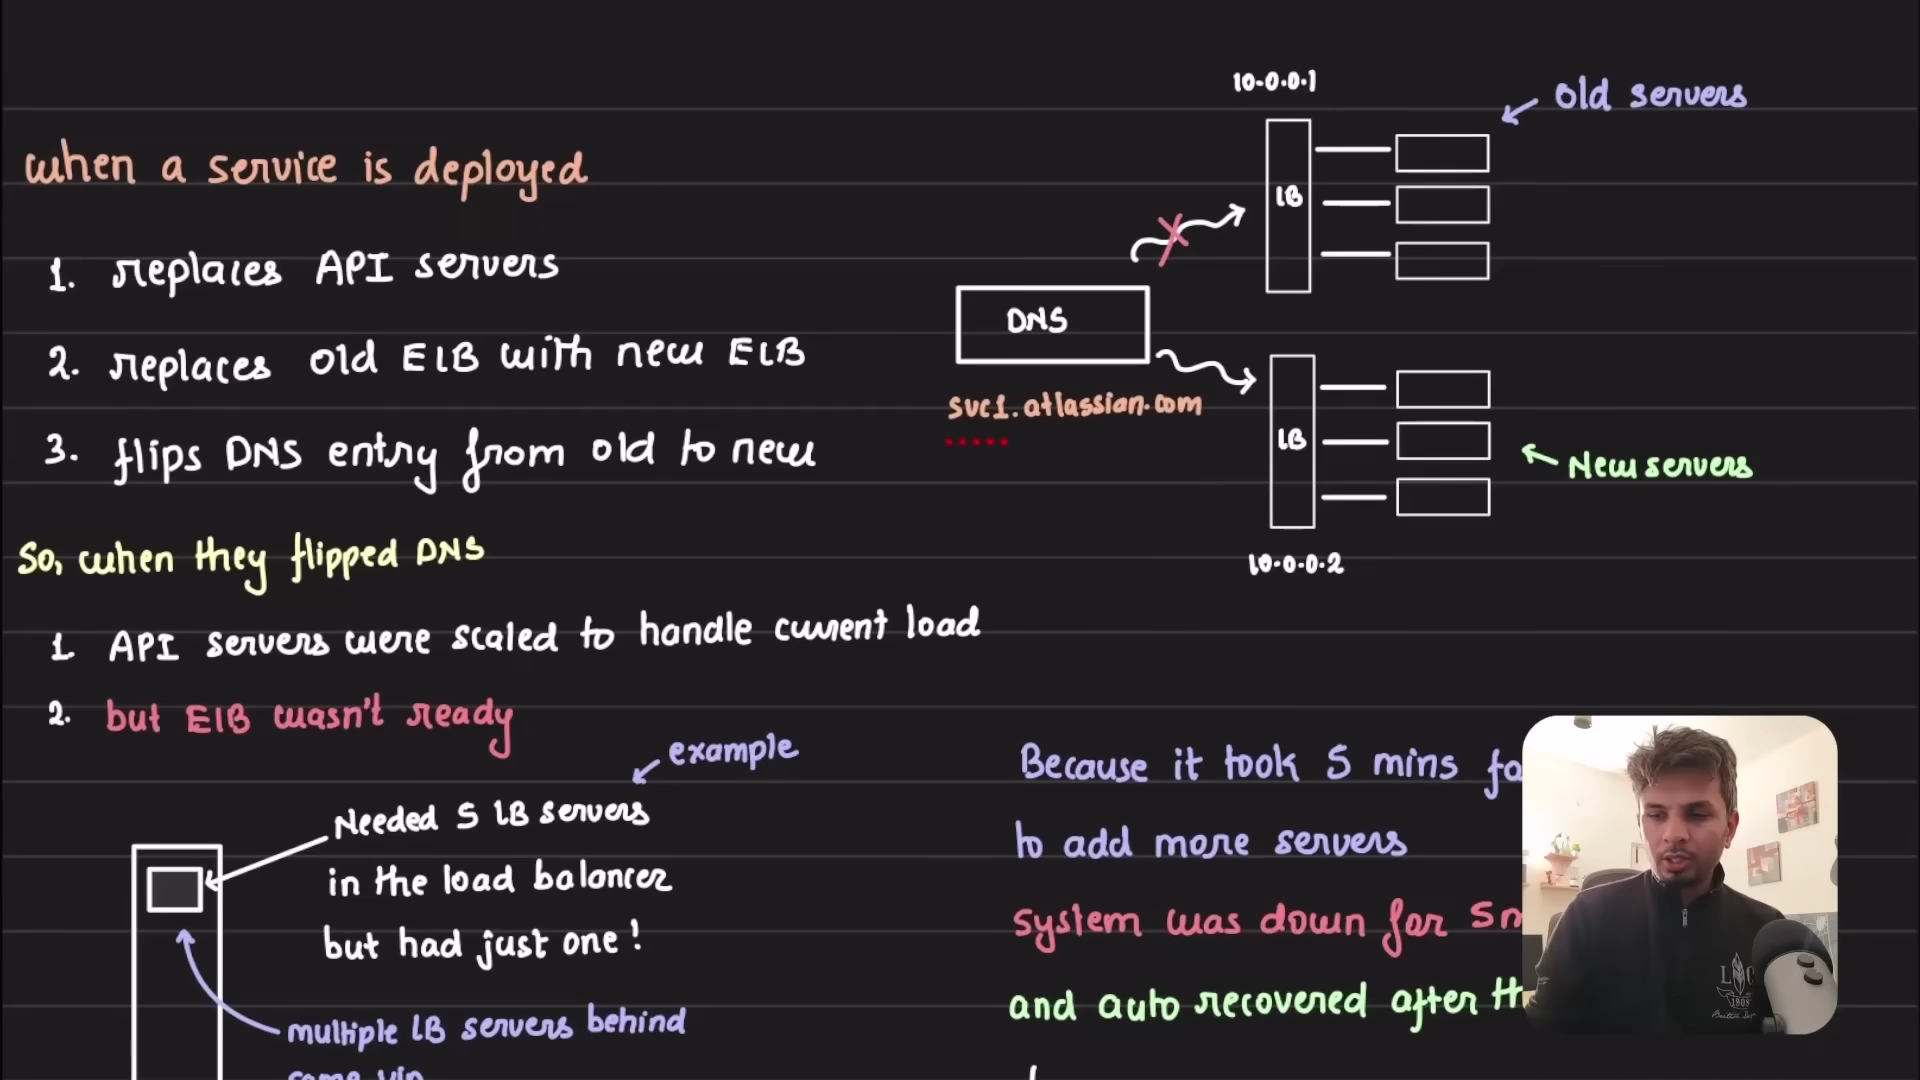 when a service is deployed
1. replaces API servers
2. replaces old ELB with new ELB
3. flips DNS entry from old to new
So, when they flipped DNS
1 API servers were scaled to handle current load
2. but ELB wasn't ready
example
Needed 5 LB servers
in the load balancer
but had just one!
multiple LB servers behind
same vip
10.0.0.1
Old servers
LB
DNS
svc1.atlassian.com
LB
New servers
10.0.0.2
Because it took 5 mins
to add more servers
system was down for 5
and auto recovered after
1908